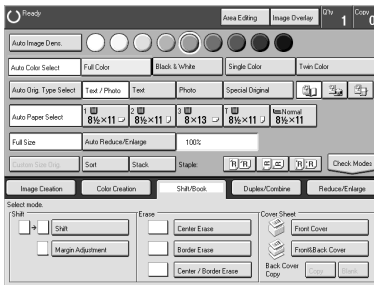 Ready
Area Editing
Image Overlay
Q'ty 1
Copy 0
Auto Image Dens.
Auto Color Select
Full Color
Black & White
Single Color
Twin Color
Auto Orig. Type Select
Text / Photo
Text
Photo
Special Original
Auto Paper Select
1 8½×11
2 8½×11
3 8×13
T 8½×11
Normal 8½×11
Full Size
Auto Reduce/Enlarge
100%
Custom Size Orig.
Sort
Stack
Staple:
Check Modes
Image Creation
Color Creation
Shift/Book
Duplex/Combine
Reduce/Enlarge
Select mode.
Shift
Erase
Cover Sheet
Shift
Center Erase
Front Cover
Margin Adjustment
Border Erase
Front&Back Cover
Center / Border Erase
Back Cover
Copy
Copy
Blank